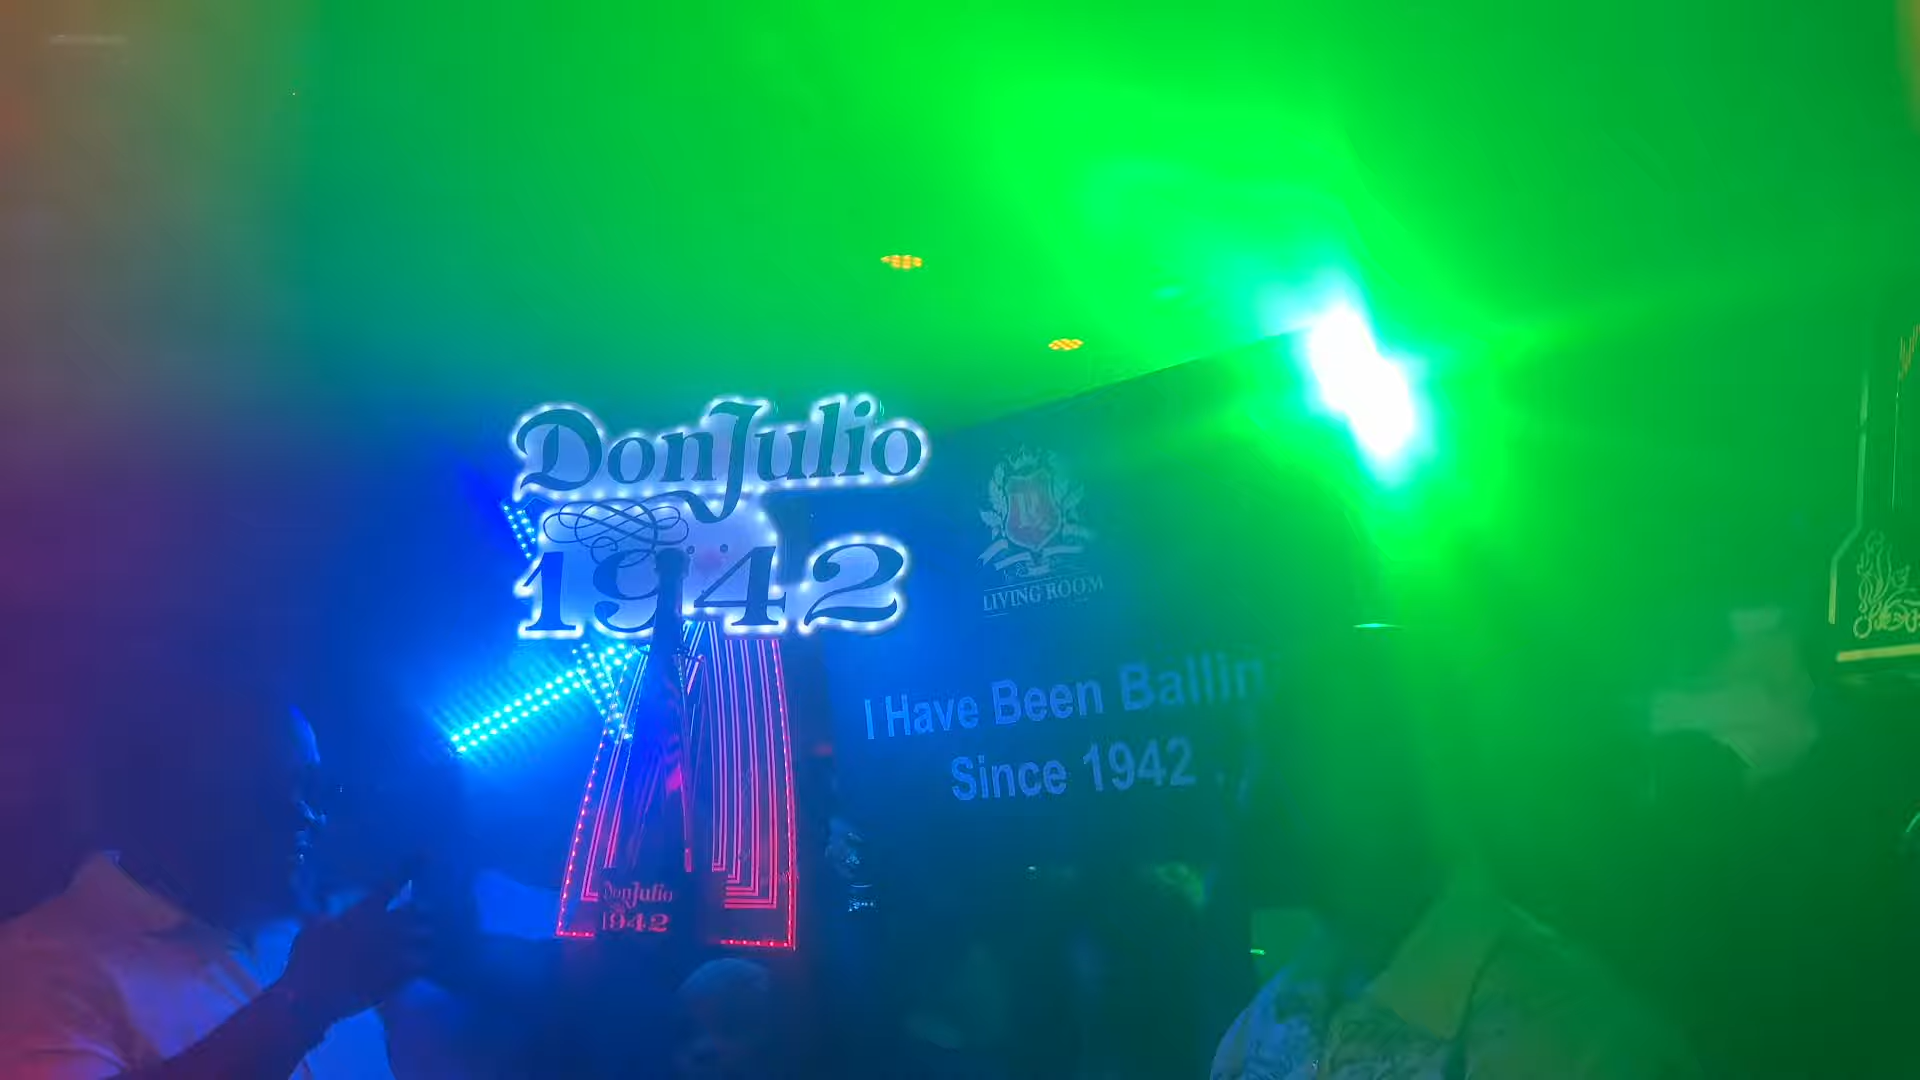 DonJulio
1942
LIVING ROOM
I Have Been Ballin
Since 1942
DonJulio
1942